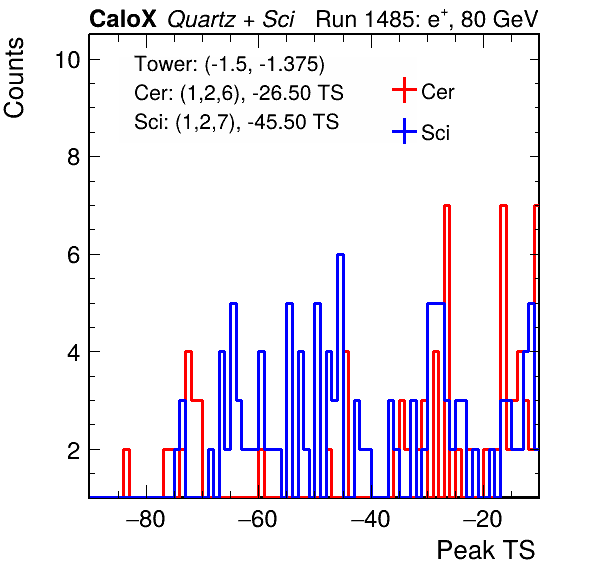 CaloX Quartz + Sci Run 1485: e+, 80 GeV
Counts
Tower: (-1.5, -1.375)
Cer: (1,2,6), -26.50 TS
Sci: (1,2,7), -45.50 TS
Cer
Sci
10
8
6
4
2
−80 −60 −40 −20
Peak TS